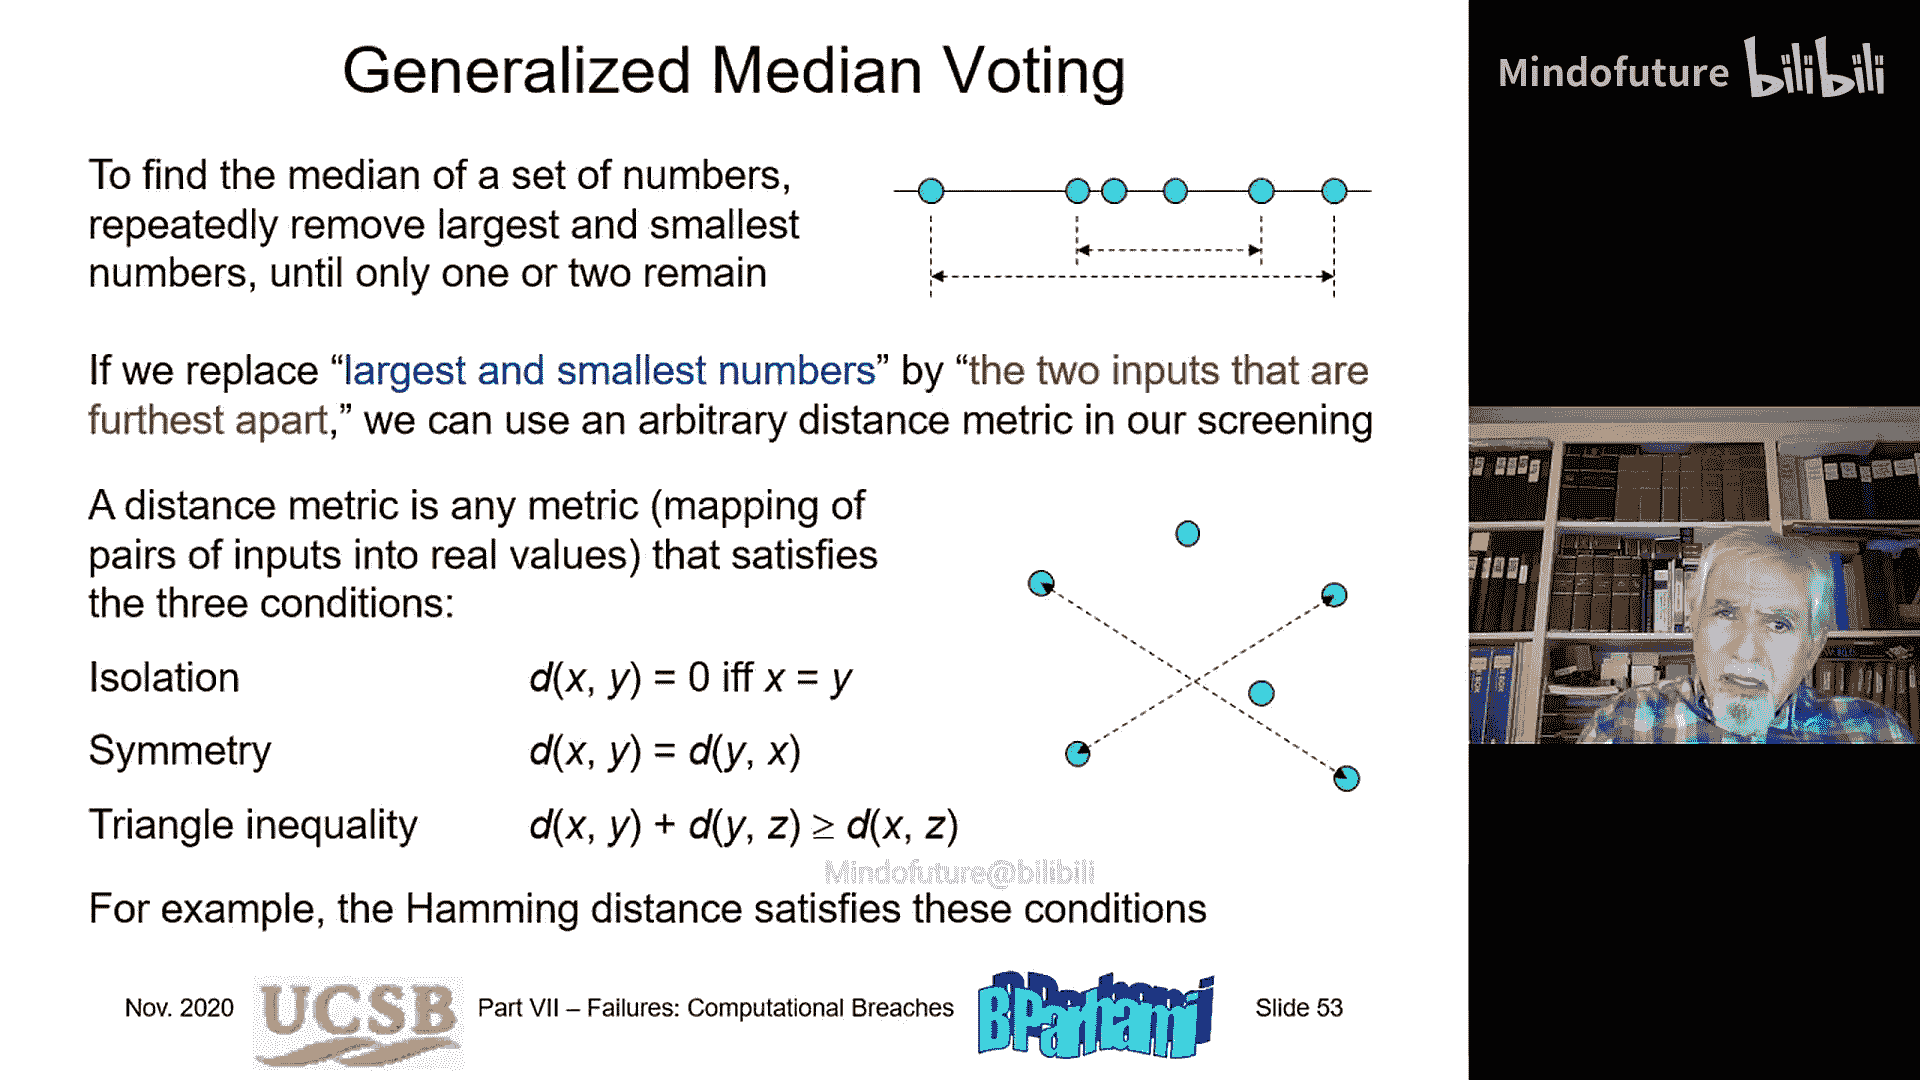 Generalized Median Voting
Mindofuture bilibili
To find the median of a set of numbers,
repeatedly remove largest and smallest
numbers, until only one or two remain
If we replace “largest and smallest numbers” by “the two inputs that are
furthest apart,” we can use an arbitrary distance metric in our screening
A distance metric is any metric (mapping of
pairs of inputs into real values) that satisfies
the three conditions:
Isolation d(x, y) = 0 iff x = y
Symmetry d(x, y) = d(y, x)
Triangle inequality d(x, y) + d(y, z) ≥ d(x, z)
Mindofuture@bilibili
For example, the Hamming distance satisfies these conditions
Nov. 2020 UCSB Part VII – Failures: Computational Breaches B Parhami Slide 53